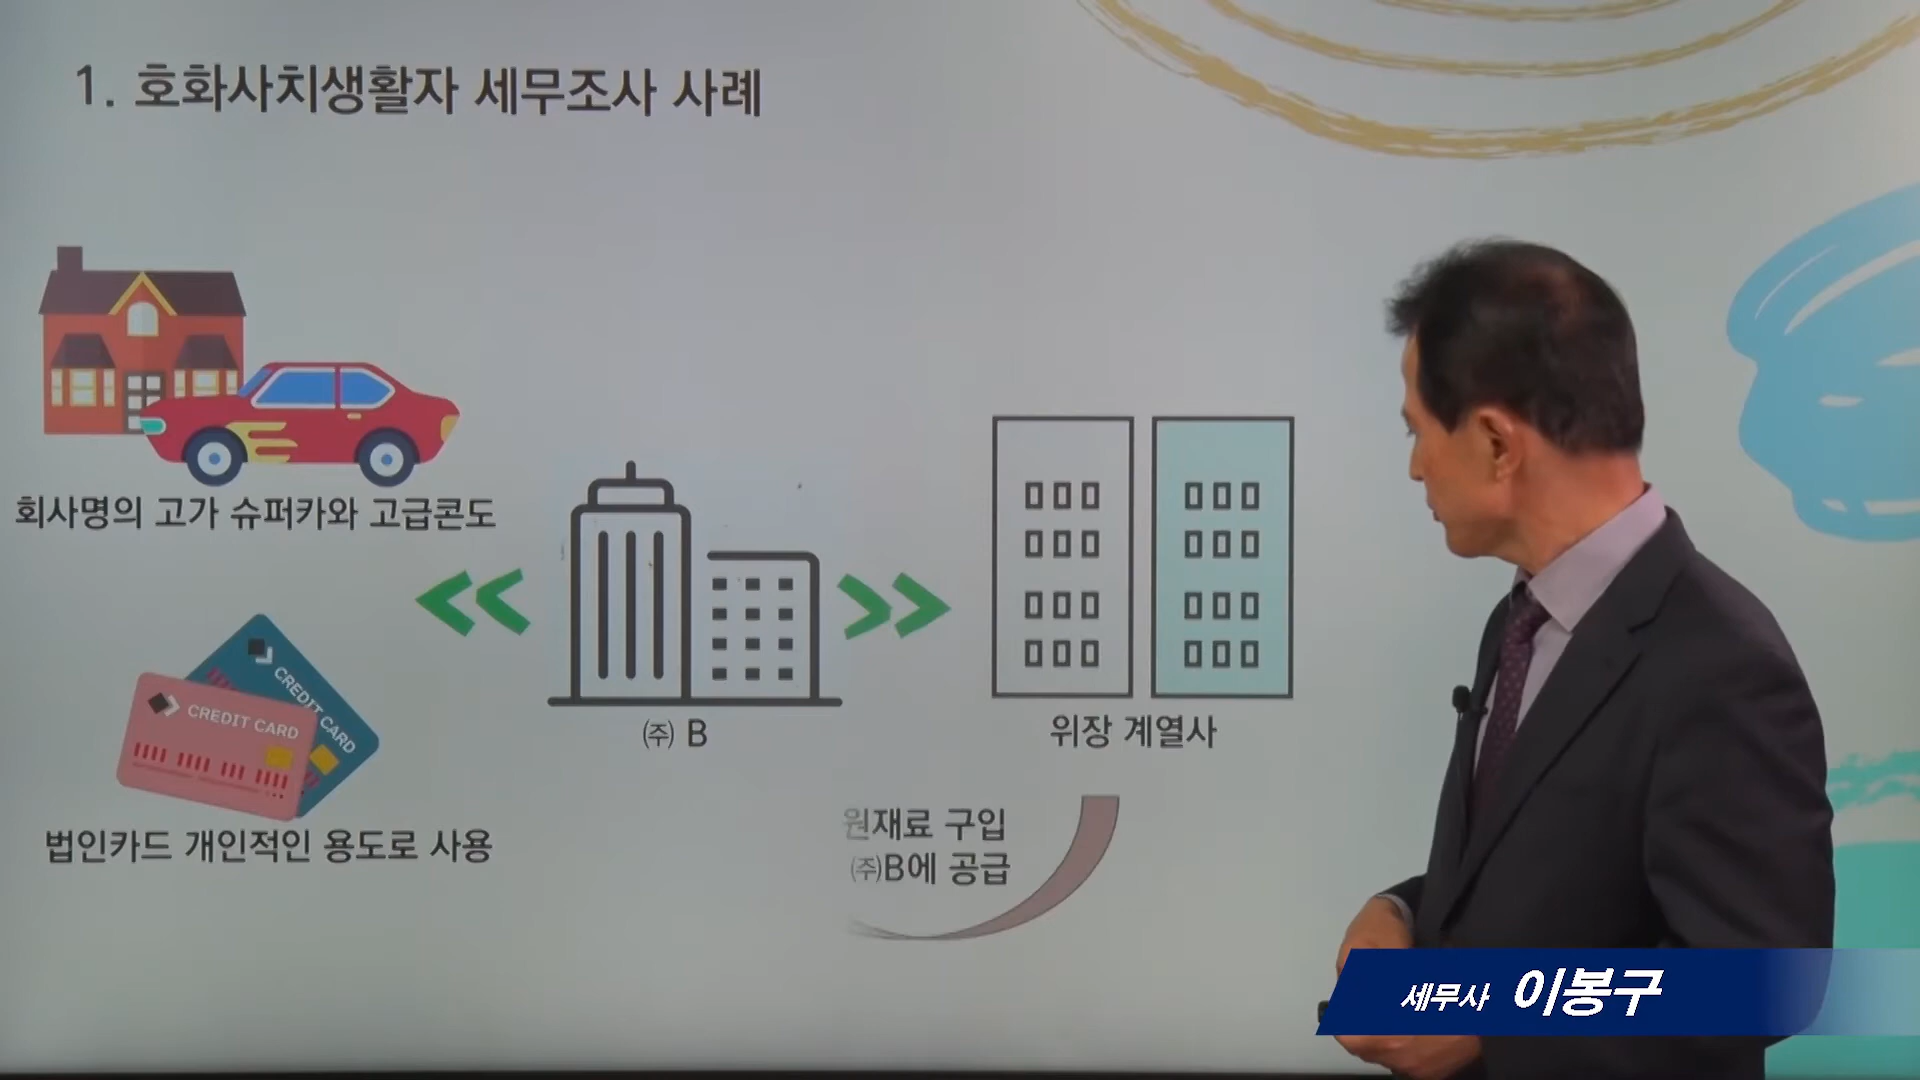 1. 호화사치생활자 세무조사 사례
회사명의 고가 슈퍼카와 고급콘도
CREDIT CARD
CREDIT CARD
법인카드 개인적인 용도로 사용
㈜ B
위장 계열사
원재료 구입
㈜B에 공급
세무사 이봉구